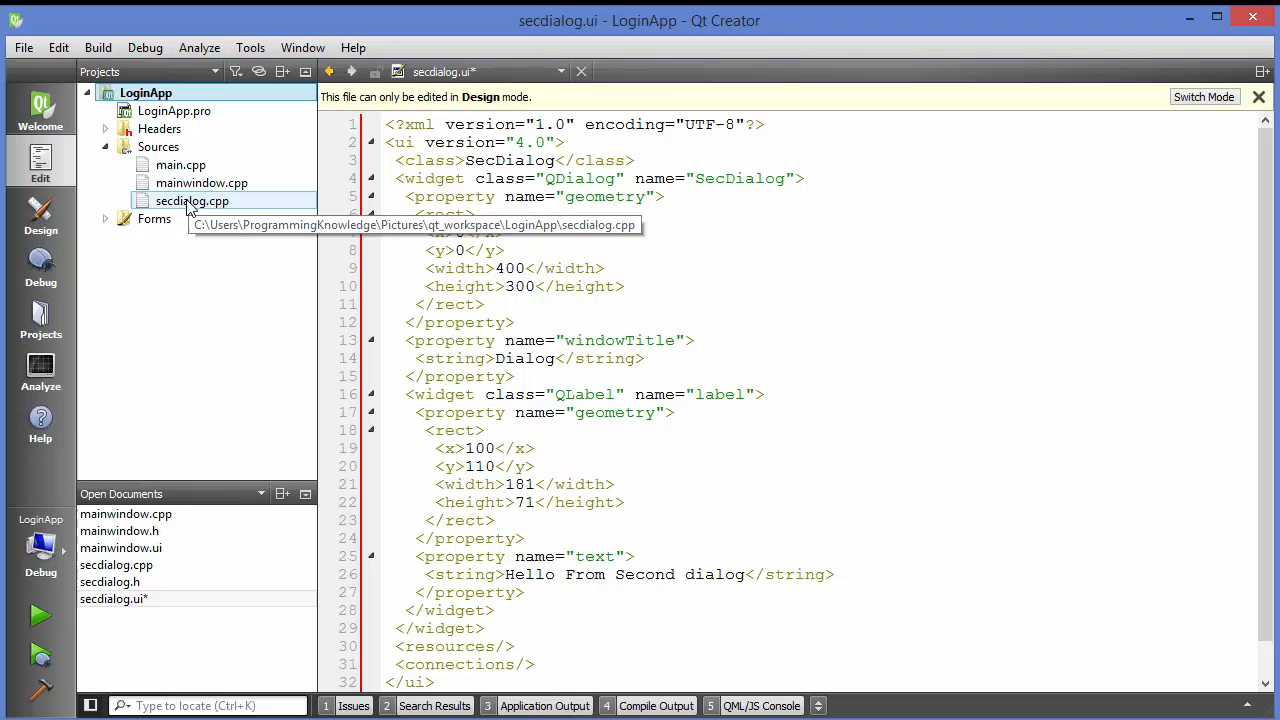 secdialog.ui - LoginApp - Qt Creator
File Edit Build Debug Analyze Tools Window Help
Projects
secdialog.ui*
LoginApp
This file can only be edited in Design mode.
Switch Mode
LoginApp.pro
Headers
Sources
main.cpp
mainwindow.cpp
secdialog.cpp
Forms
C:\Users\ProgrammingKnowledge\Pictures\qt_workspace\LoginApp\secdialog.cpp
Welcome
Edit
Design
Debug
Projects
Analyze
Help
1 <?xml version="1.0" encoding="UTF-8"?>
2 <ui version="4.0">
3 <class>SecDialog</class>
4 <widget class="QDialog" name="SecDialog">
5 <property name="geometry">
8 <y>0</y>
9 <width>400</width>
10 <height>300</height>
11 </rect>
12 </property>
13 <property name="windowTitle">
14 <string>Dialog</string>
15 </property>
16 <widget class="QLabel" name="label">
17 <property name="geometry">
18 <rect>
19 <x>100</x>
20 <y>110</y>
21 <width>181</width>
22 <height>71</height>
23 </rect>
24 </property>
25 <property name="text">
26 <string>Hello From Second dialog</string>
27 </property>
28 </widget>
29 </widget>
30 <resources/>
31 <connections/>
32 </ui>
Open Documents
mainwindow.cpp
mainwindow.h
mainwindow.ui
secdialog.cpp
secdialog.h
secdialog.ui*
LoginApp
Debug
Type to locate (Ctrl+K)
1 Issues 2 Search Results 3 Application Output 4 Compile Output 5 QML/JS Console